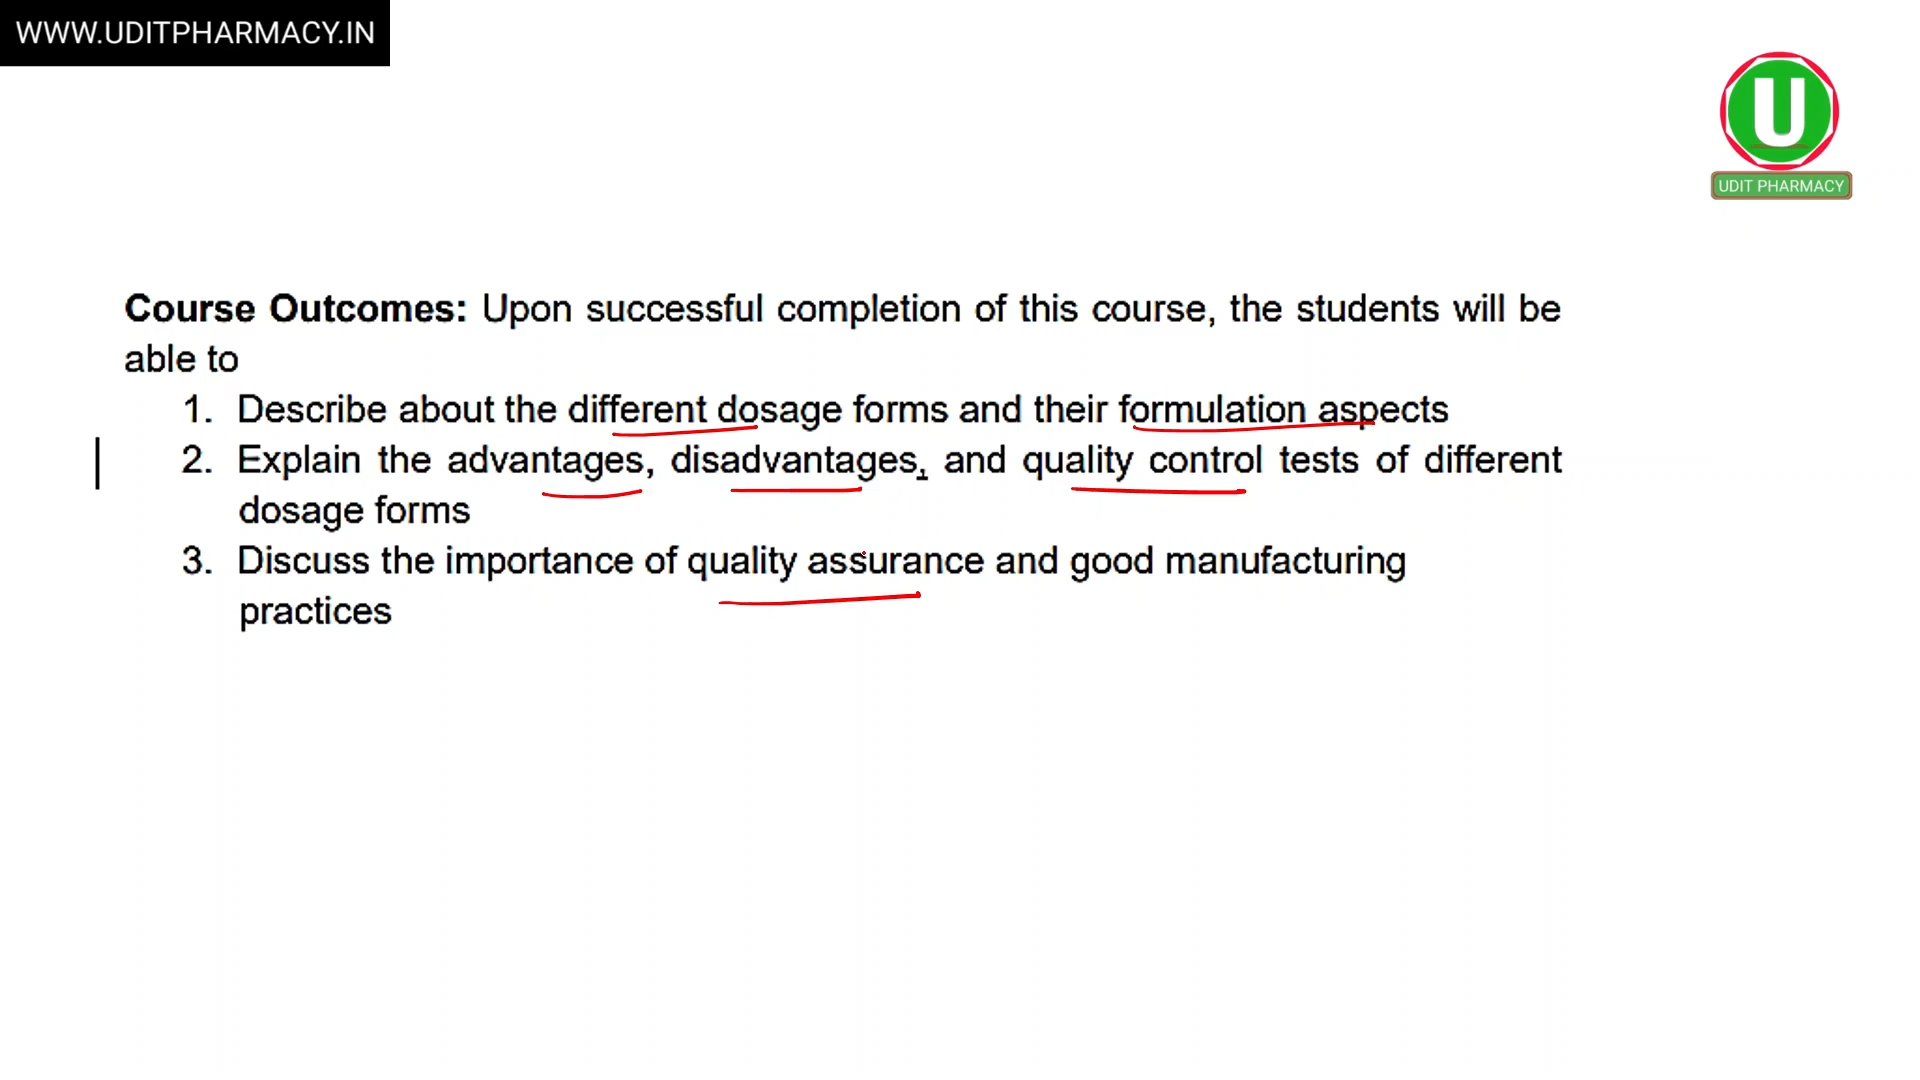 WWW.UDITPHARMACY.IN
U
UDIT PHARMACY
Course Outcomes: Upon successful completion of this course, the students will be
able to
1. Describe about the different dosage forms and their formulation aspects
2. Explain the advantages, disadvantages, and quality control tests of different
dosage forms
3. Discuss the importance of quality assurance and good manufacturing
practices